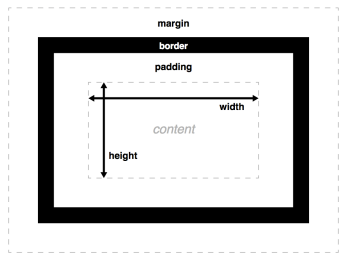 margin
border
padding
width
content
height